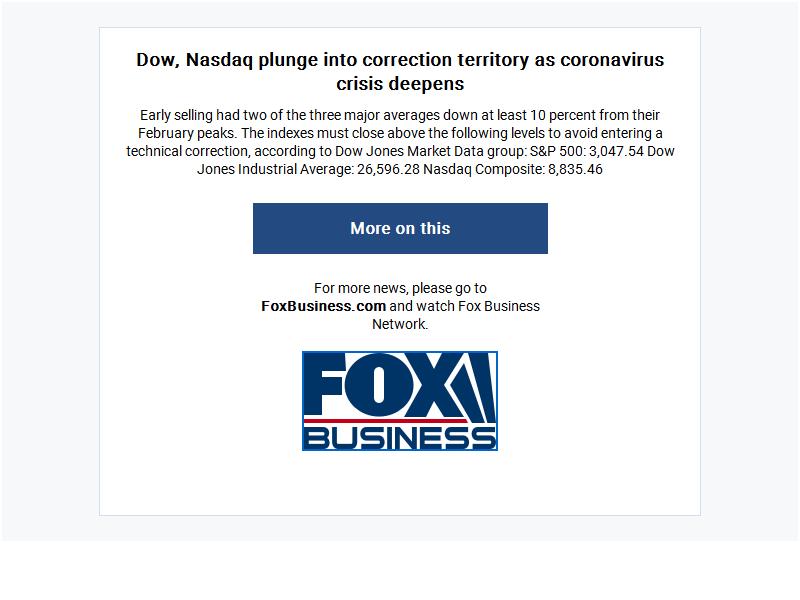 Dow, Nasdaq plunge into correction territory as coronavirus
crisis deepens
Early selling had two of the three major averages down at least 10 percent from their
February peaks. The indexes must close above the following levels to avoid entering a
technical correction, according to Dow Jones Market Data group: S&P 500: 3,047.54 Dow
Jones Industrial Average: 26,596.28 Nasdaq Composite: 8,835.46
More on this
For more news, please go to
FoxBusiness.com and watch Fox Business
Network.
FOX
BUSINESS